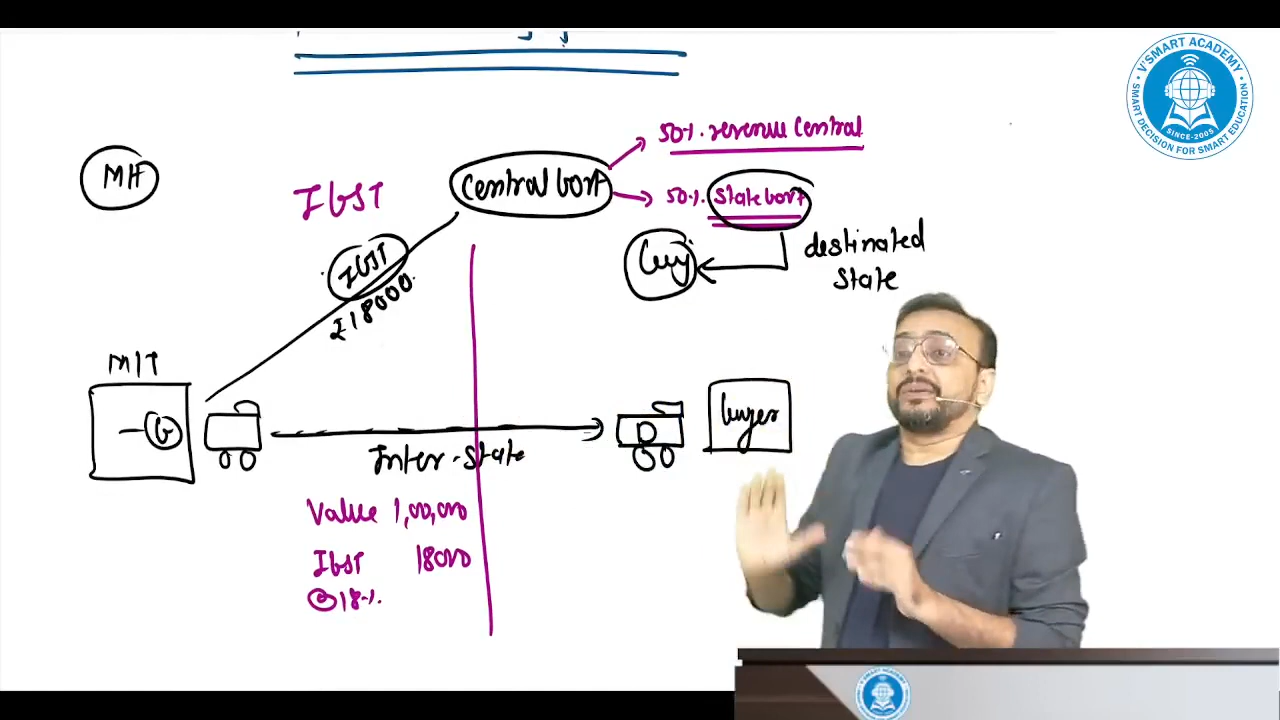 V'SMART ACADEMY
SMART DECISION FOR SMART EDUCATION
SINCE-2005
MH
IGST
Central Govt
50%. revenue Central
50%. State Govt
Guj
destinated
State
IGST
₹18000
MIT
G
Inter-State
buyer
Value 1,00,000
IGST 18000
@18%.